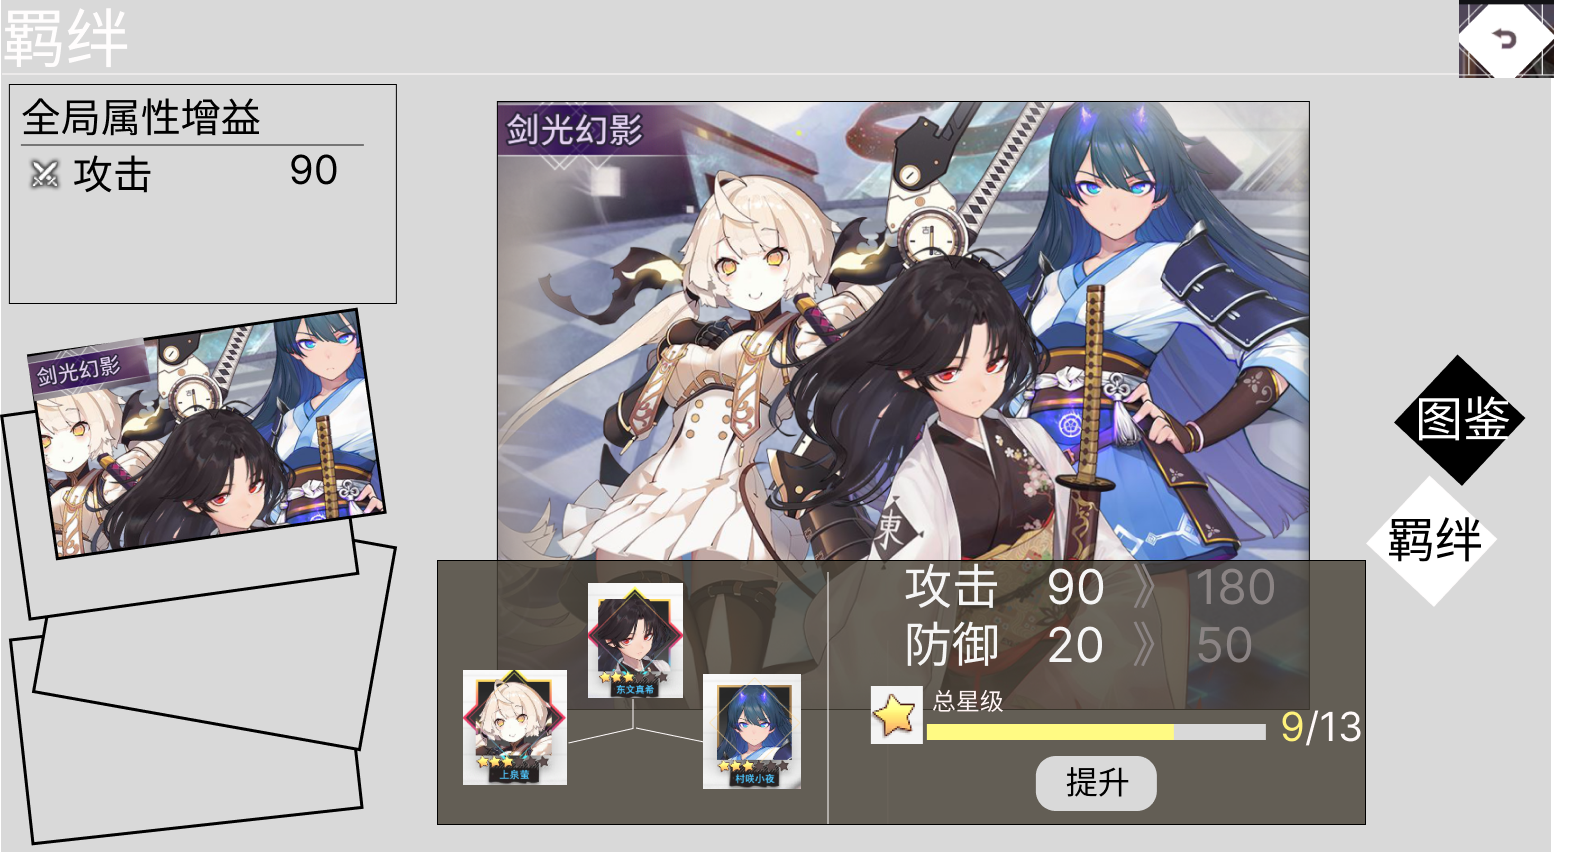 羁绊
全局属性增益
攻击 90
剑光幻影
剑光幻影
東
图鉴
羁绊
东文真希
上泉萤
村咲小夜
攻击 90 》 180
防御 20 》 50
总星级
9/13
提升